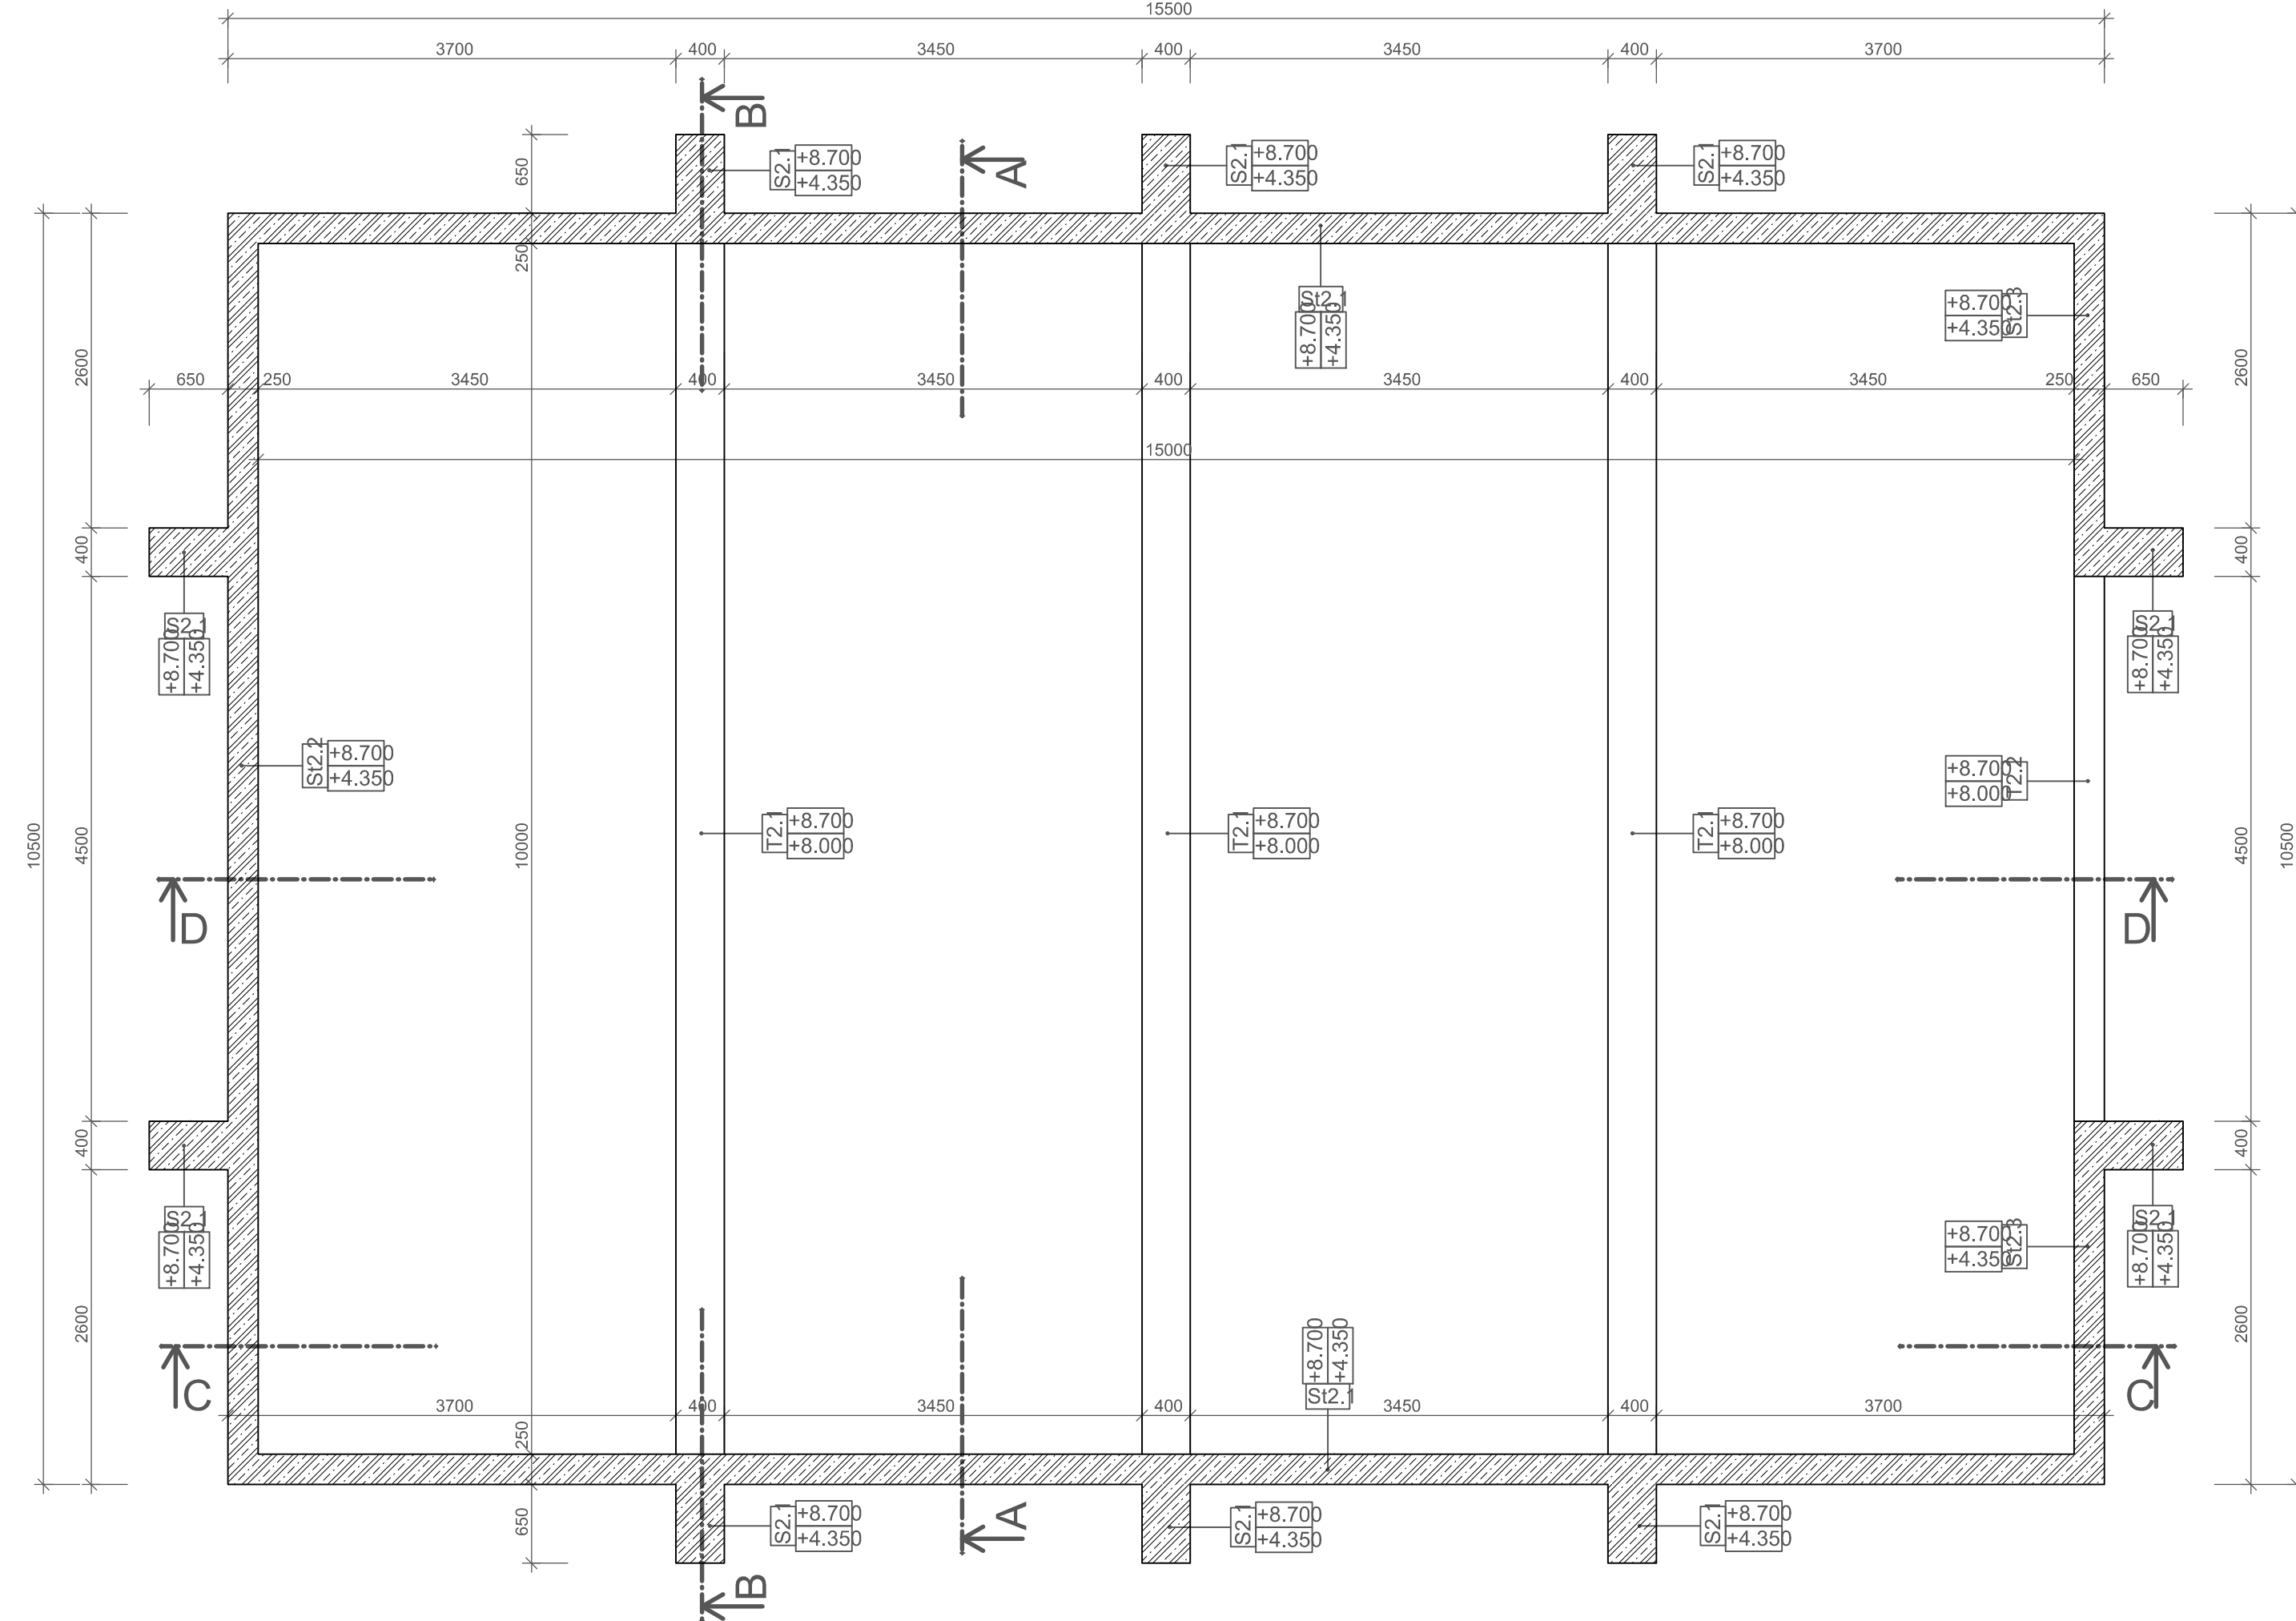 15500
3700 400 3450 400 3450 400 3700
B
A
S2.1 +8.700 +4.350
S2.1 +8.700 +4.350
S2.1 +8.700 +4.350
650
250
St2.1 +8.700 +4.350
+8.700 +4.350 St2.3
2600
2600
650 250 3450 400 3450 400 3450 400 3450 250 650
15000
400
400
S2.1 +8.700 +4.350
S2.1 +8.700 +4.350
St2.2 +8.700 +4.350
+8.700 +8.000 T2.2
10500
4500
10000
T2.1 +8.700 +8.000
T2.1 +8.700 +8.000
T2.1 +8.700 +8.000
4500
10500
D
D
400
400
S2.1 +8.700 +4.350
S2.1 +8.700 +4.350
+8.700 +4.350 St2.3
2600
2600
+8.700 +4.350 St2.1
C
C
3700 400 3450 400 3450 400 3700
250
650
S2.1 +8.700 +4.350
A
S2.1 +8.700 +4.350
S2.1 +8.700 +4.350
B